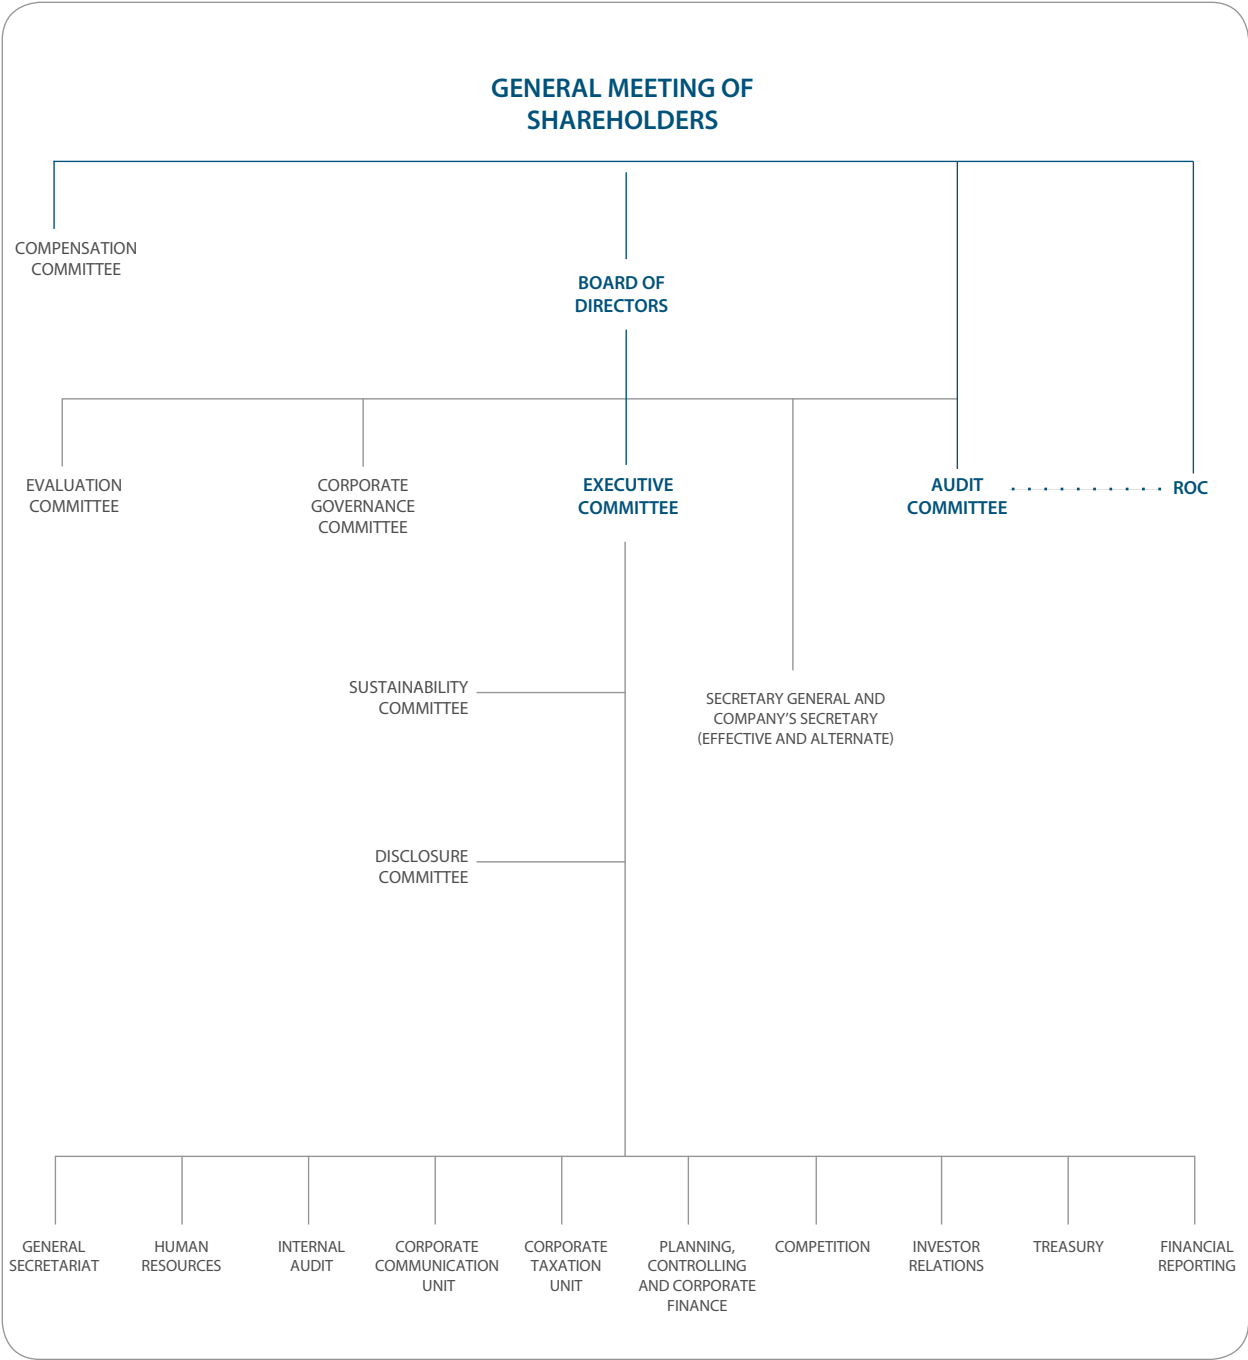 GENERAL MEETING OF
SHAREHOLDERS
COMPENSATION
COMMITTEE
BOARD OF
DIRECTORS
EVALUATION
COMMITTEE
CORPORATE
GOVERNANCE
COMMITTEE
EXECUTIVE
COMMITTEE
AUDIT
COMMITTEE
ROC
SUSTAINABILITY
COMMITTEE
SECRETARY GENERAL AND
COMPANY’S SECRETARY
(EFFECTIVE AND ALTERNATE)
DISCLOSURE
COMMITTEE
GENERAL
SECRETARIAT
HUMAN
RESOURCES
INTERNAL
AUDIT
CORPORATE
COMMUNICATION
UNIT
CORPORATE
TAXATION
UNIT
PLANNING,
CONTROLLING
AND CORPORATE
FINANCE
COMPETITION
INVESTOR
RELATIONS
TREASURY
FINANCIAL
REPORTING